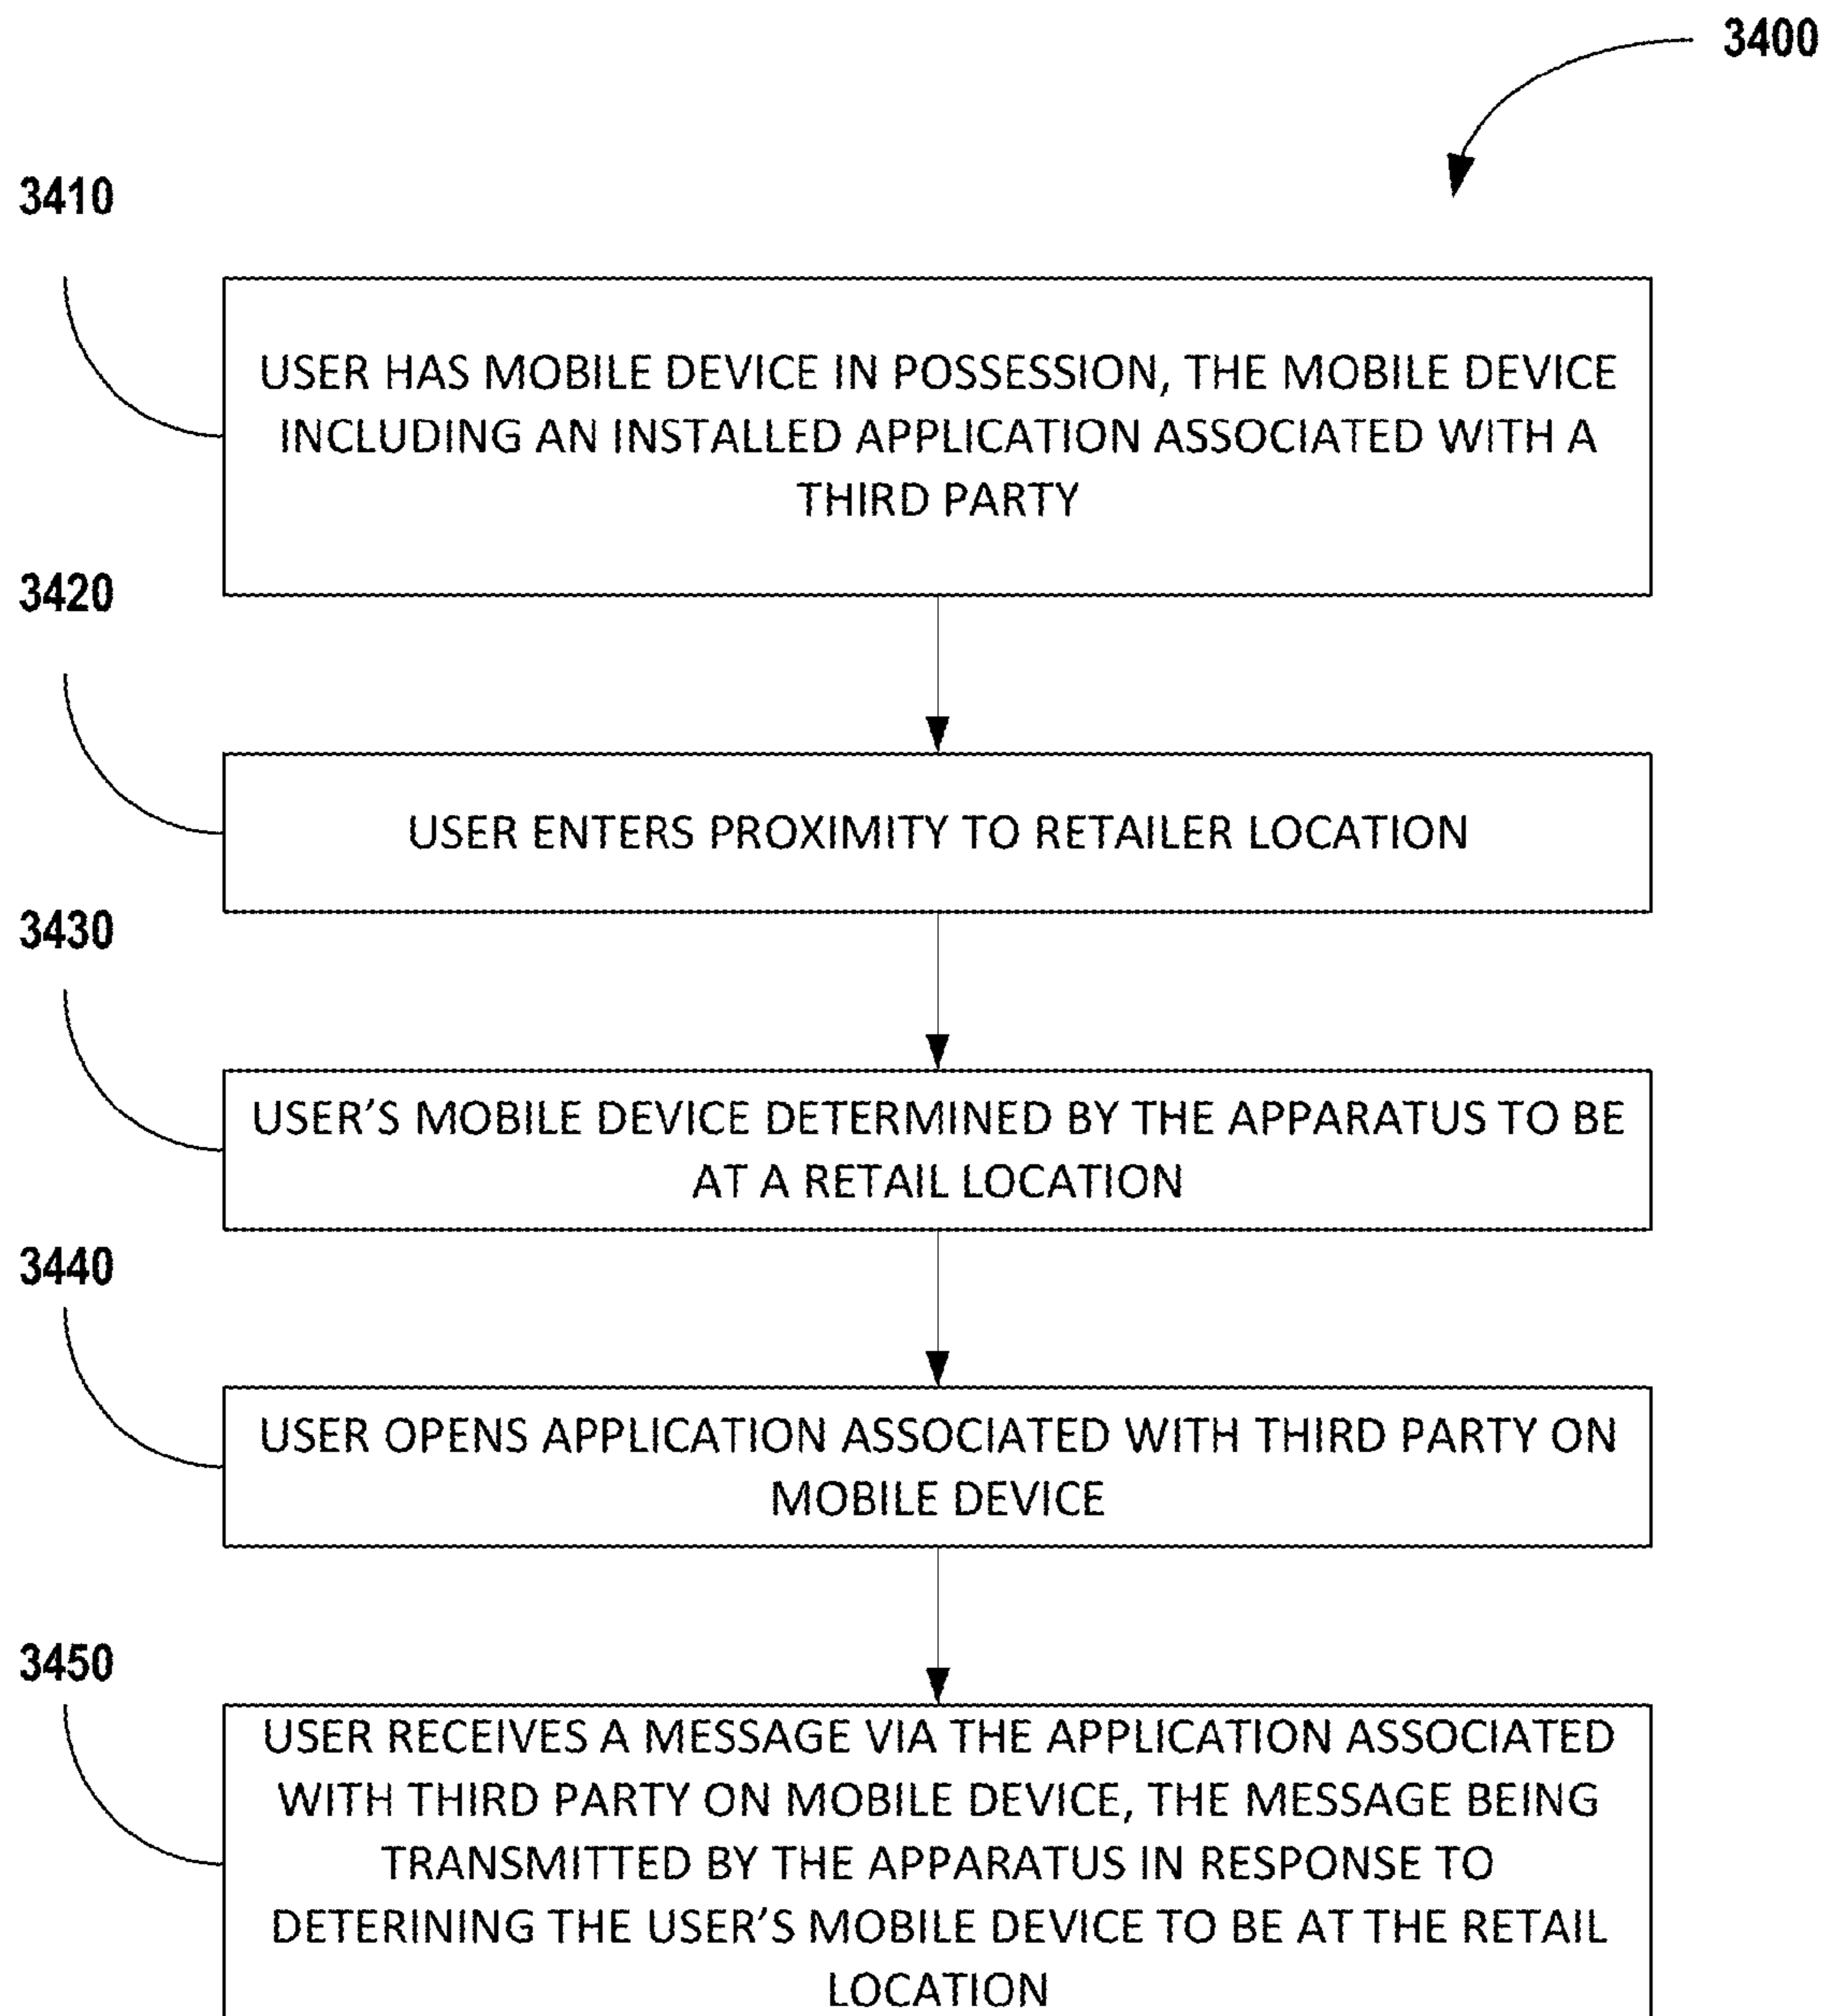 3400
3410
USER HAS MOBILE DEVICE IN POSSESSION, THE MOBILE DEVICE
INCLUDING AN INSTALLED APPLICATION ASSOCIATED WITH A
THIRD PARTY
3420
USER ENTERS PROXIMITY TO RETAILER LOCATION
3430
USER'S MOBILE DEVICE DETERMINED BY THE APPARATUS TO BE
AT A RETAIL LOCATION
3440
USER OPENS APPLICATION ASSOCIATED WITH THIRD PARTY ON
MOBILE DEVICE
3450
USER RECEIVES A MESSAGE VIA THE APPLICATION ASSOCIATED
WITH THIRD PARTY ON MOBILE DEVICE, THE MESSAGE BEING
TRANSMITTED BY THE APPARATUS IN RESPONSE TO
DETERINING THE USER'S MOBILE DEVICE TO BE AT THE RETAIL
LOCATION